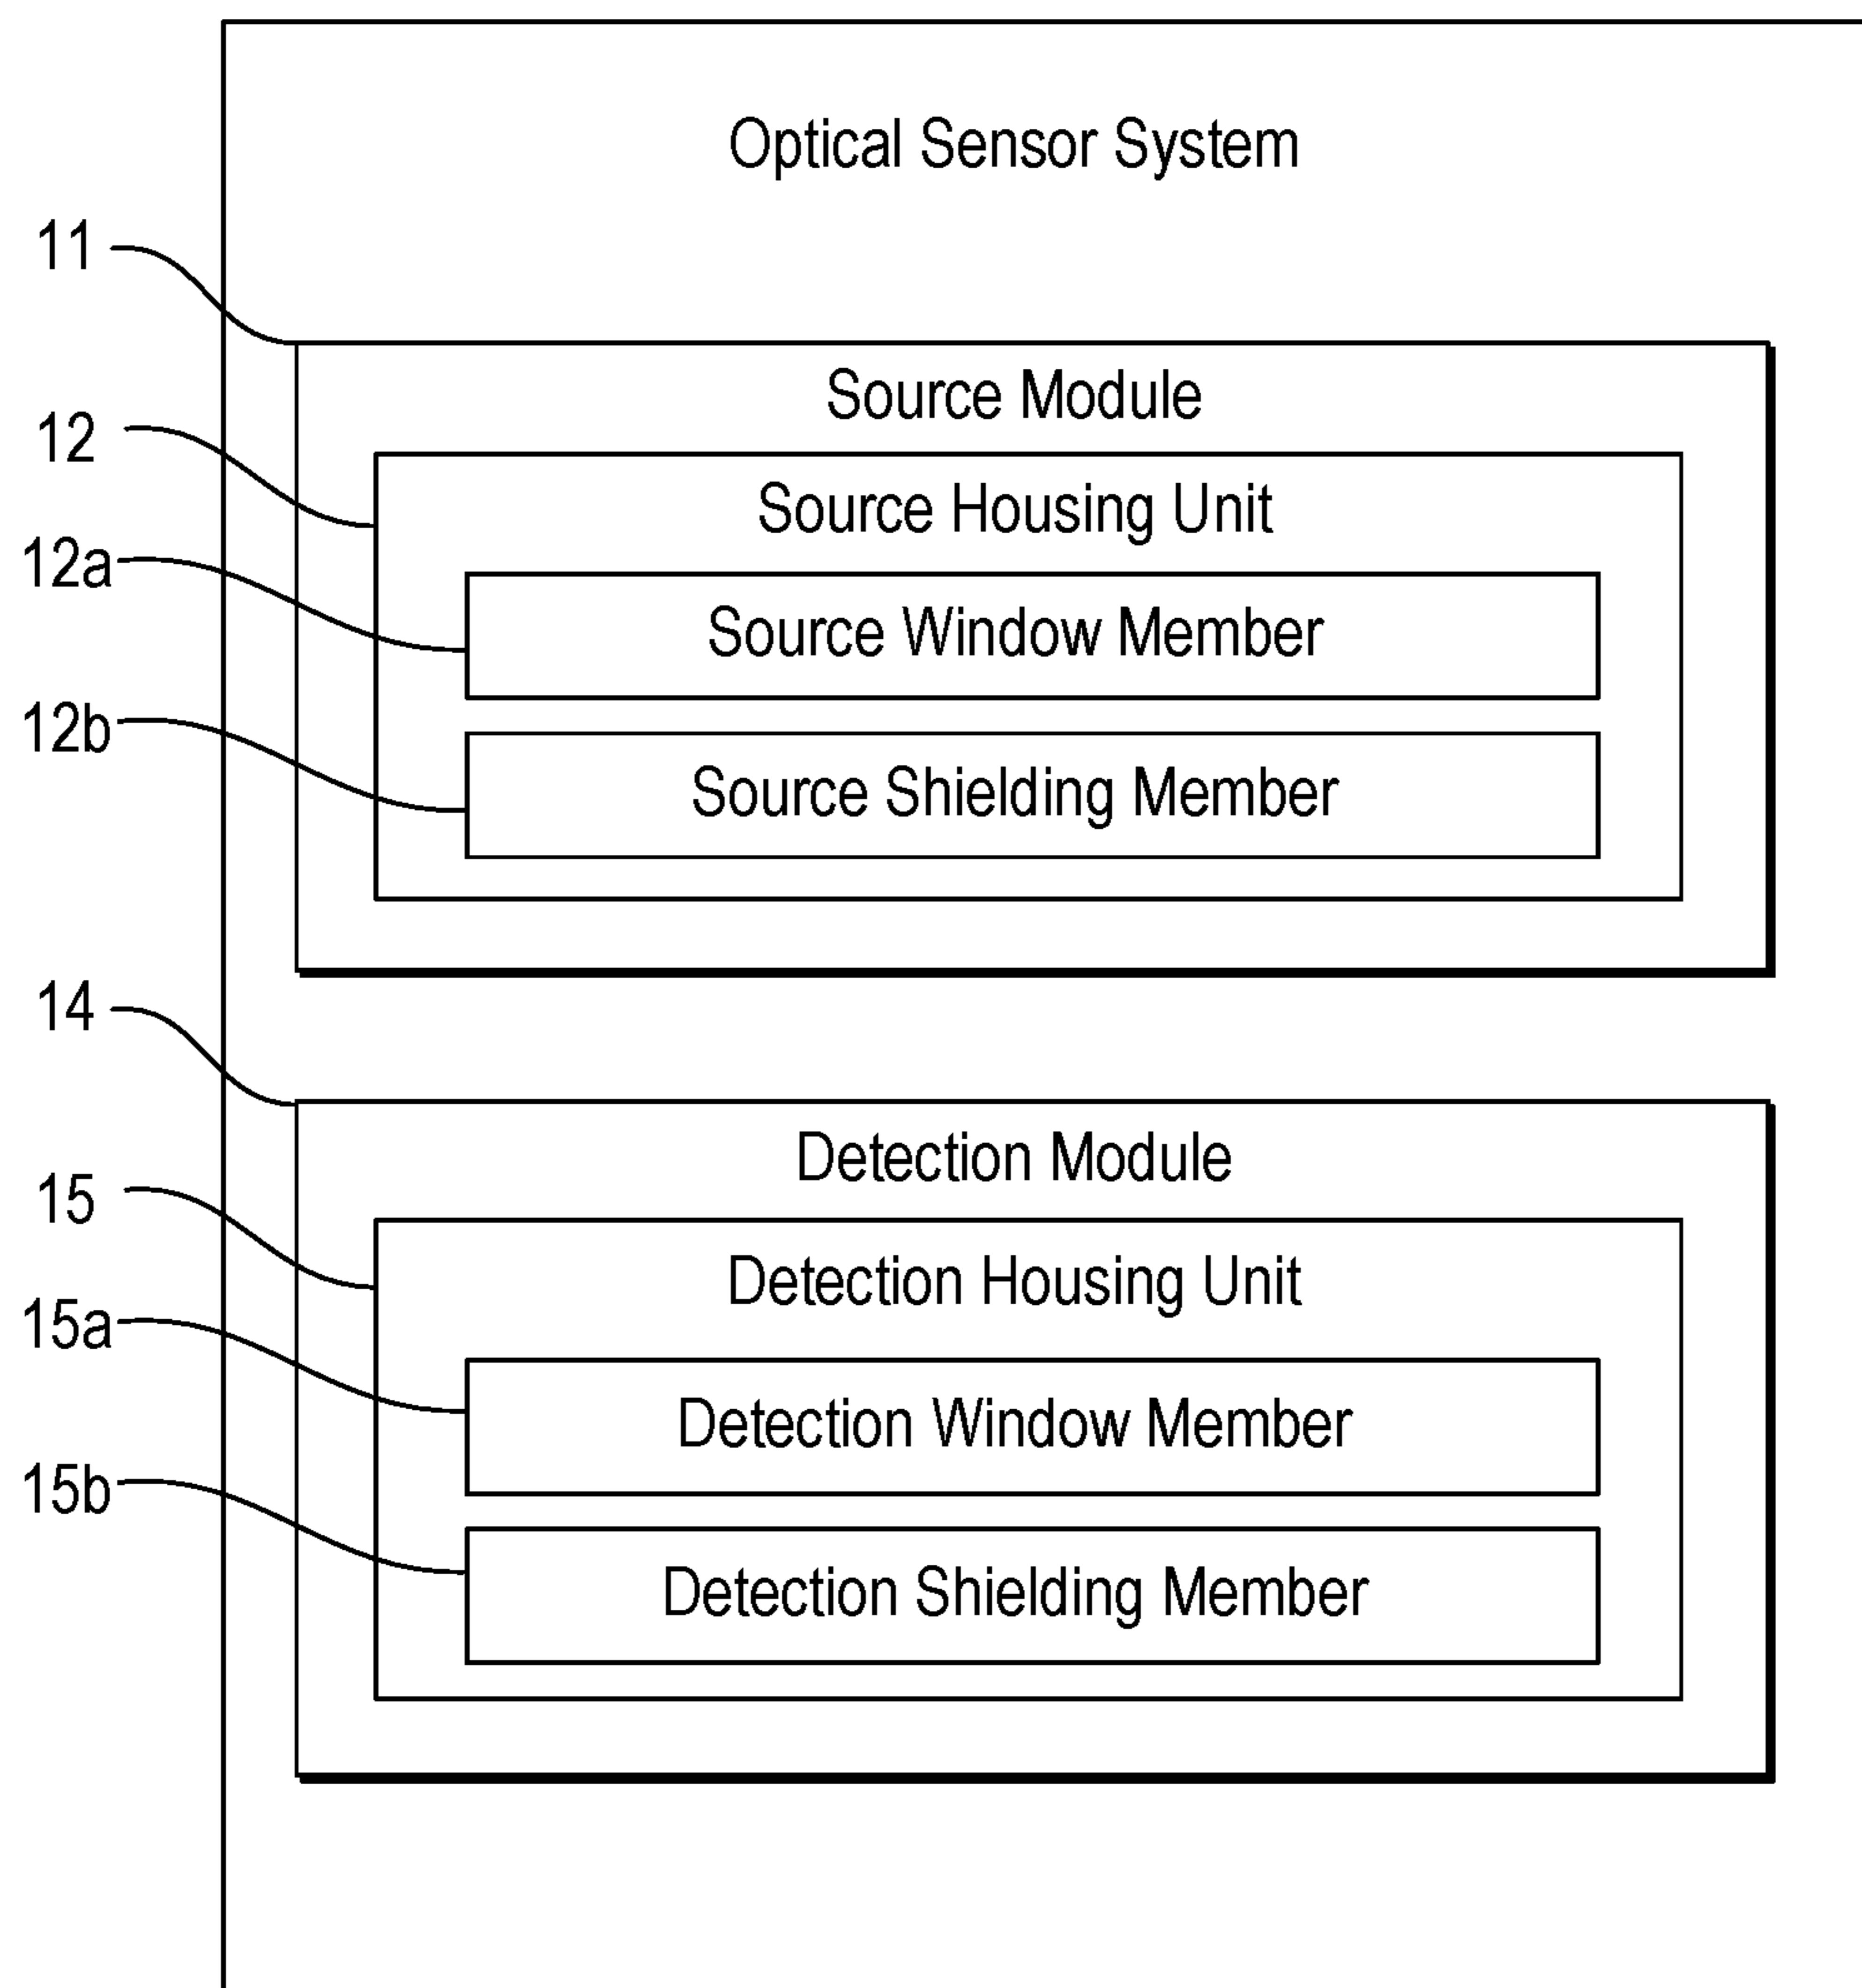 Optical Sensor System
11
Source Module
12
Source Housing Unit
12a
Source Window Member
12b
Source Shielding Member
14
Detection Module
15
Detection Housing Unit
15a
Detection Window Member
15b
Detection Shielding Member